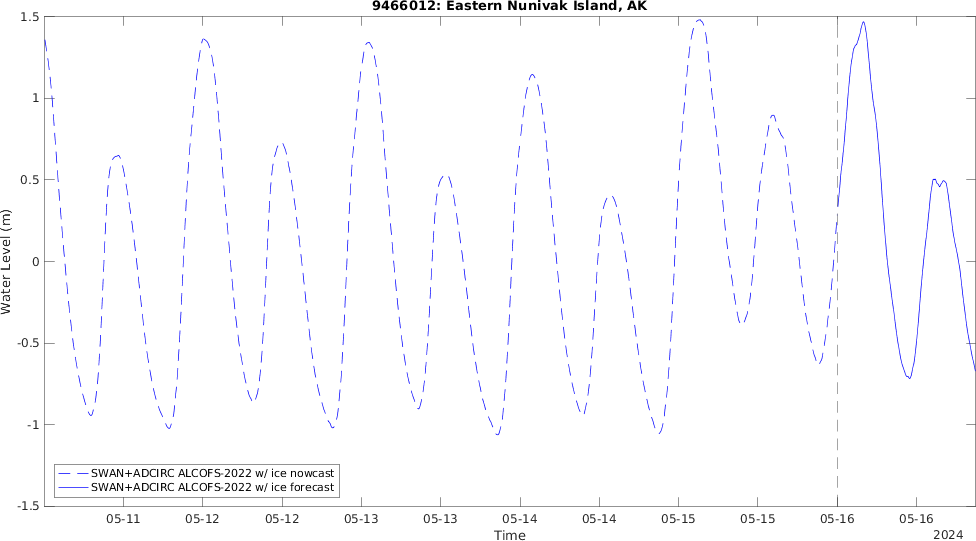 9466012: Eastern Nunivak Island, AK
1.5
1
0.5
0
-0.5
-1
-1.5
Water Level (m)
SWAN+ADCIRC ALCOFS-2022 w/ ice nowcast
SWAN+ADCIRC ALCOFS-2022 w/ ice forecast
05-11 05-12 05-12 05-13 05-13 05-14 05-14 05-15 05-15 05-16 05-16
Time
2024